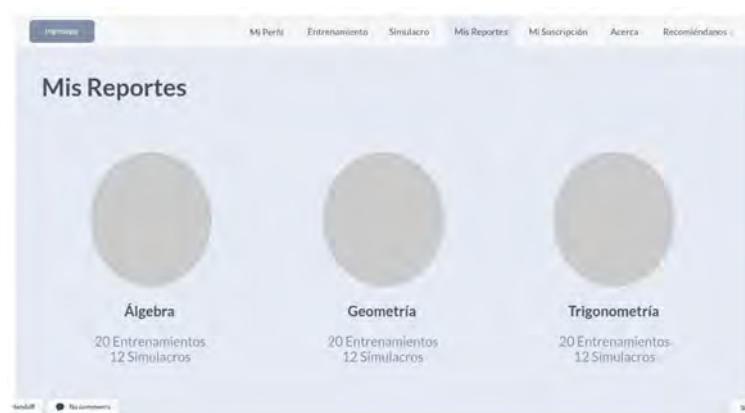 Mi Perfil Entrenamiento Simulacro Mis Reportes Mi Suscripción Acerca Recomiéndanos
Mis Reportes
Álgebra Geometría Trigonometría
20 Entrenamientos 20 Entrenamientos 20 Entrenamientos
12 Simulacros 12 Simulacros 12 Simulacros
No comments